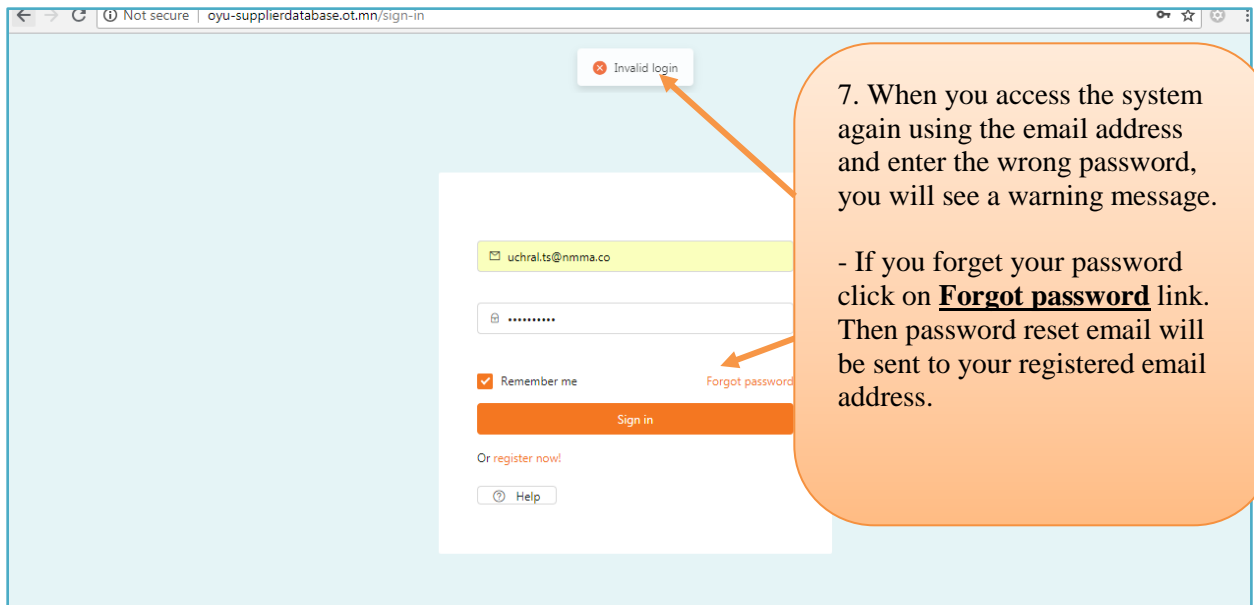 Not secure | oyu-supplierdatabase.ot.mn/sign-in
Invalid login
uchral.ts@nmma.co
••••••••••
Remember me
Forgot password
Sign in
Or register now!
Help
7. When you access the system
again using the email address
and enter the wrong password,
you will see a warning message.
- If you forget your password
click on Forgot password link.
Then password reset email will
be sent to your registered email
address.